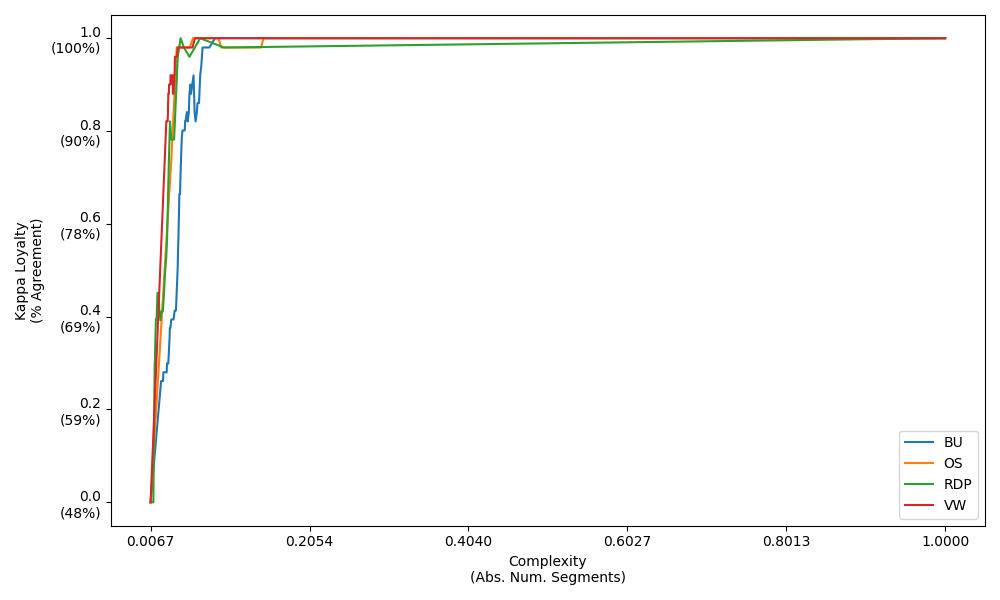 1.0
(100%)
0.8
(90%)
0.6
(78%)
0.4
(69%)
0.2
(59%)
0.0
(48%)
Kappa Loyalty
(% Agreement)
BU
OS
RDP
VW
0.0067 0.2054 0.4040 0.6027 0.8013 1.0000
Complexity
(Abs. Num. Segments)